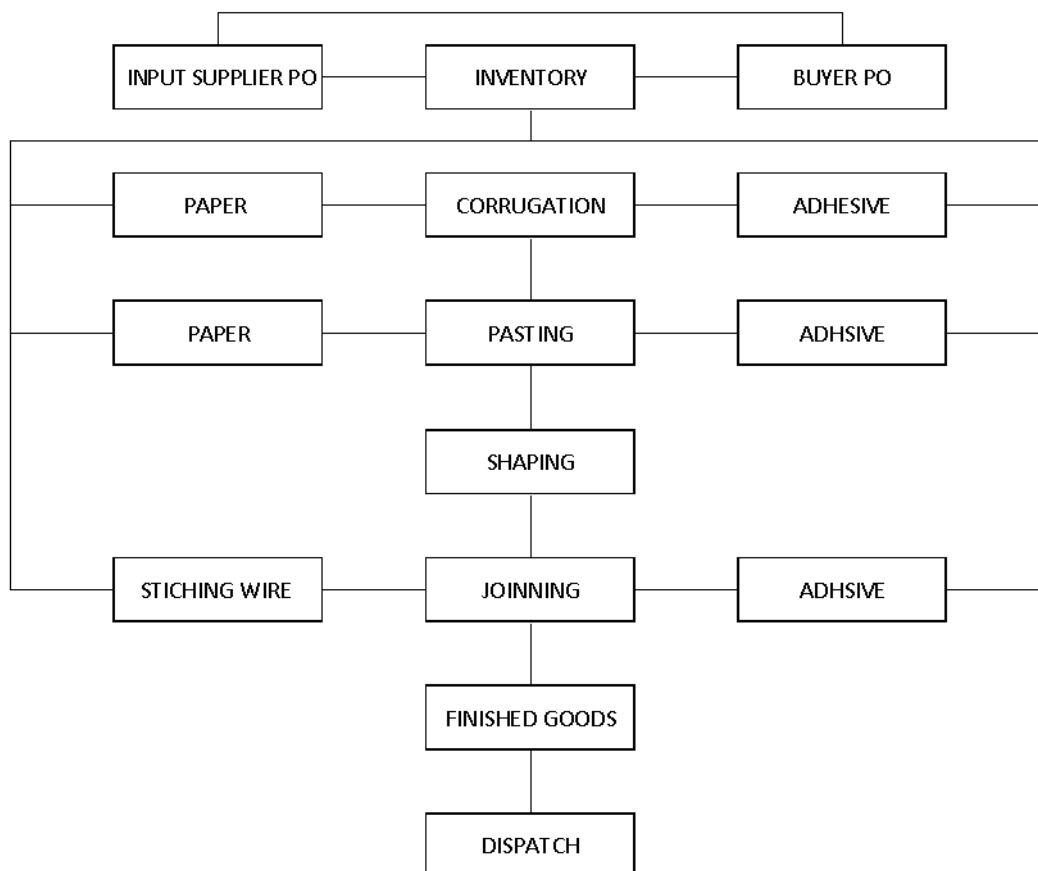 INPUT SUPPLIER PO
INVENTORY
BUYER PO
PAPER
CORRUGATION
ADHESIVE
PAPER
PASTING
ADHSIVE
SHAPING
STICHING WIRE
JOINNING
ADHSIVE
FINISHED GOODS
DISPATCH